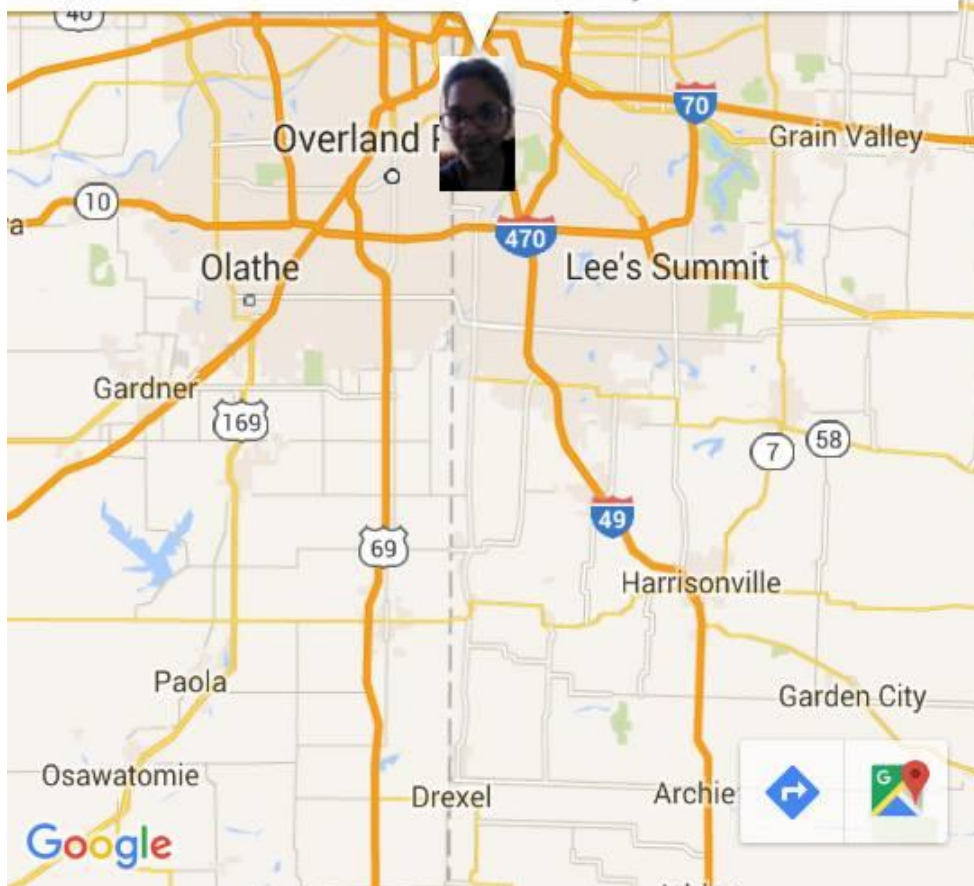 40
70
Overland P
Grain Valley
10
a
470
Olathe
Lee's Summit
Gardner
169
58
7
49
69
Harrisonville
Paola
Garden City
Osawatomie
Drexel
Archie
G
Google